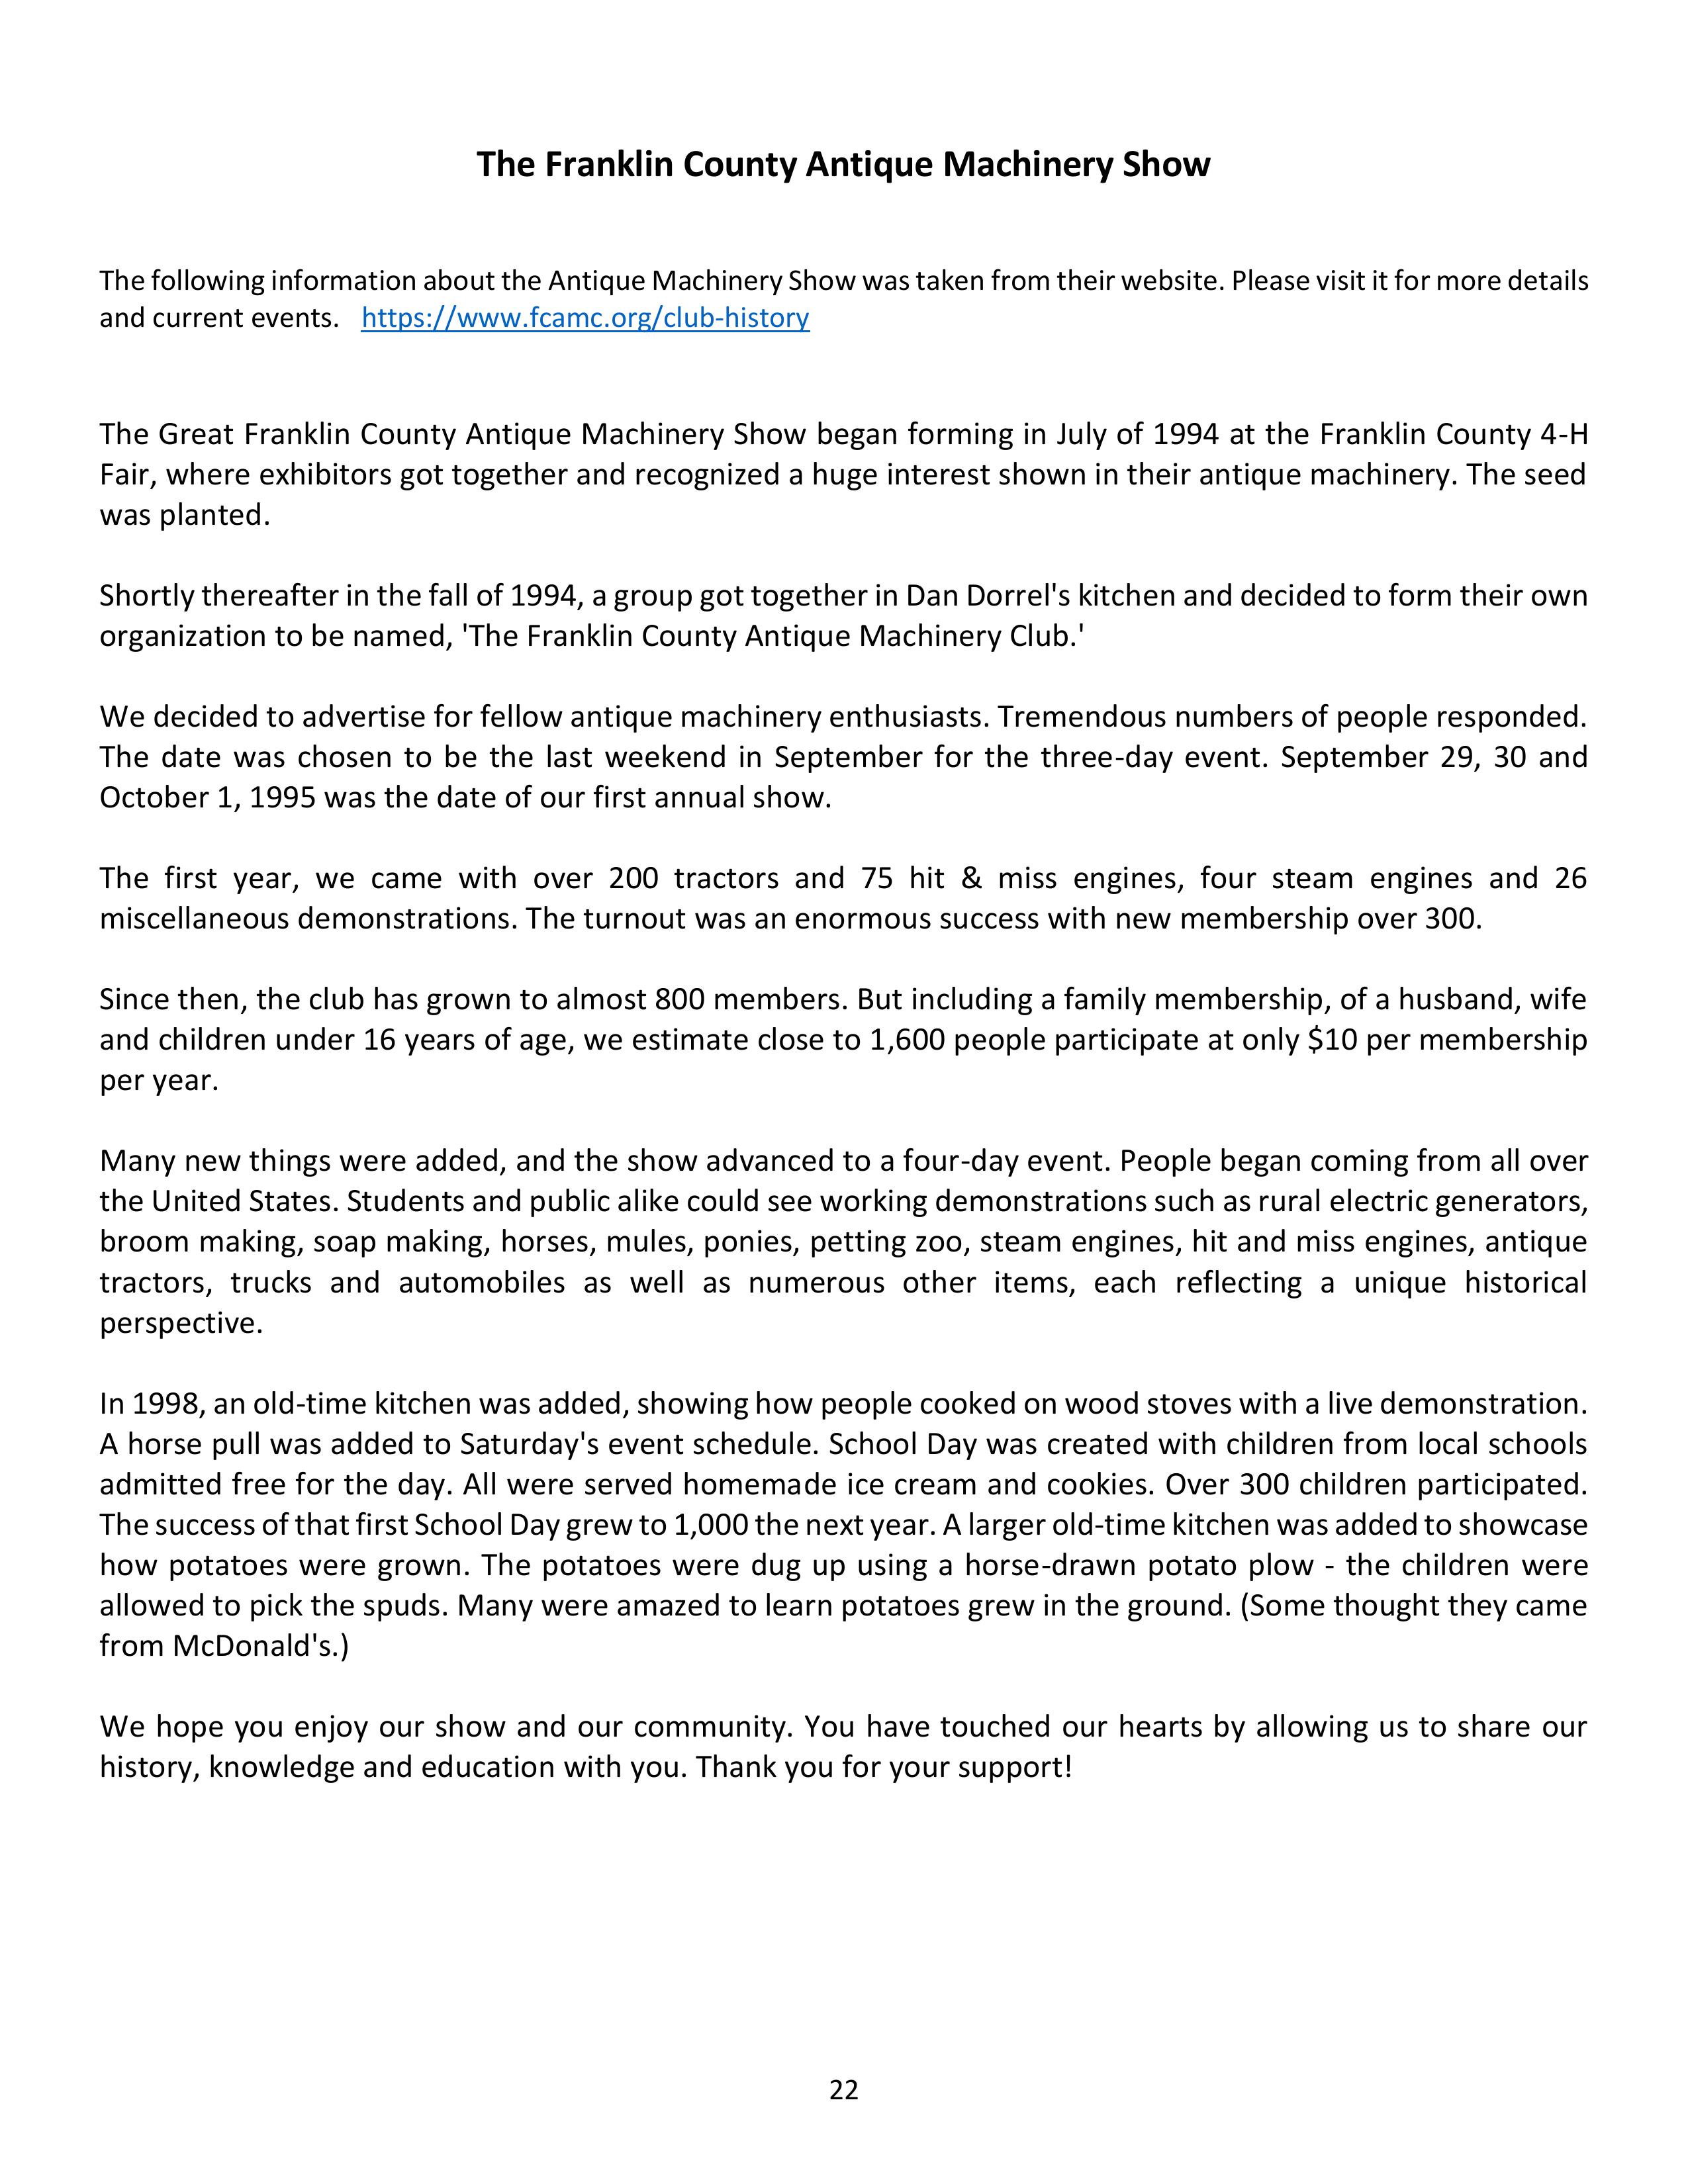 The Franklin County Antique Machinery Show
The following information about the Antique Machinery Show was taken from their website. Please visit it for more details
and current events. https://www.fcamc.org/club-history
The Great Franklin County Antique Machinery Show began forming in July of 1994 at the Franklin County 4-H
Fair, where exhibitors got together and recognized a huge interest shown in their antique machinery. The seed
was planted.
Shortly thereafter in the fall of 1994, a group got together in Dan Dorrel's kitchen and decided to form their own
organization to be named, 'The Franklin County Antique Machinery Club.'
We decided to advertise for fellow antique machinery enthusiasts. Tremendous numbers of people responded.
The date was chosen to be the last weekend in September for the three-day event. September 29, 30 and
October 1, 1995 was the date of our first annual show.
The first year, we came with over 200 tractors and 75 hit & miss engines, four steam engines and 26
miscellaneous demonstrations. The turnout was an enormous success with new membership over 300.
Since then, the club has grown to almost 800 members. But including a family membership, of a husband, wife
and children under 16 years of age, we estimate close to 1,600 people participate at only $10 per membership
per year.
Many new things were added, and the show advanced to a four-day event. People began coming from all over
the United States. Students and public alike could see working demonstrations such as rural electric generators,
broom making, soap making, horses, mules, ponies, petting zoo, steam engines, hit and miss engines, antique
tractors, trucks and automobiles as well as numerous other items, each reflecting a unique historical
perspective.
In 1998, an old-time kitchen was added, showing how people cooked on wood stoves with a live demonstration.
A horse pull was added to Saturday's event schedule. School Day was created with children from local schools
admitted free for the day. All were served homemade ice cream and cookies. Over 300 children participated.
The success of that first School Day grew to 1,000 the next year. A larger old-time kitchen was added to showcase
how potatoes were grown. The potatoes were dug up using a horse-drawn potato plow - the children were
allowed to pick the spuds. Many were amazed to learn potatoes grew in the ground. (Some thought they came
from McDonald's.)
We hope you enjoy our show and our community. You have touched our hearts by allowing us to share our
history, knowledge and education with you. Thank you for your support!
22